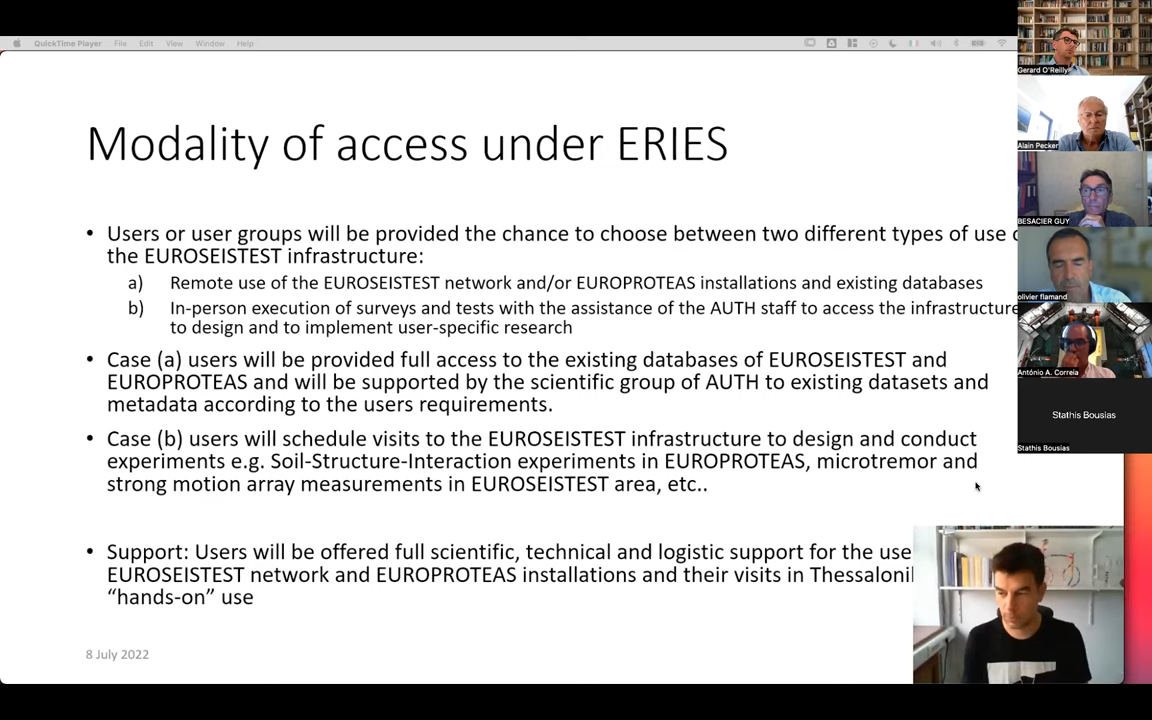 QuickTime Player File Edit View Window Help
Modality of access under ERIES
• Users or user groups will be provided the chance to choose between two different types of use
the EUROSEISTEST infrastructure:
a) Remote use of the EUROSEISTEST network and/or EUROPROTEAS installations and existing databases
b) In-person execution of surveys and tests with the assistance of the AUTH staff to access the infrastructure
to design and to implement user-specific research
• Case (a) users will be provided full access to the existing databases of EUROSEISTEST and
EUROPROTEAS and will be supported by the scientific group of AUTH to existing datasets and
metadata according to the users requirements.
• Case (b) users will schedule visits to the EUROSEISTEST infrastructure to design and conduct
experiments e.g. Soil-Structure-Interaction experiments in EUROPROTEAS, microtremor and
strong motion array measurements in EUROSEISTEST area, etc..
• Support: Users will be offered full scientific, technical and logistic support for the use
EUROSEISTEST network and EUROPROTEAS installations and their visits in
“hands-on” use
8 July 2022
Gerard O'Reilly
Alain Pecker
BESACIER GUY
olivier flamand
António A. Correia
Stathis Bousias
Stathis Bousias